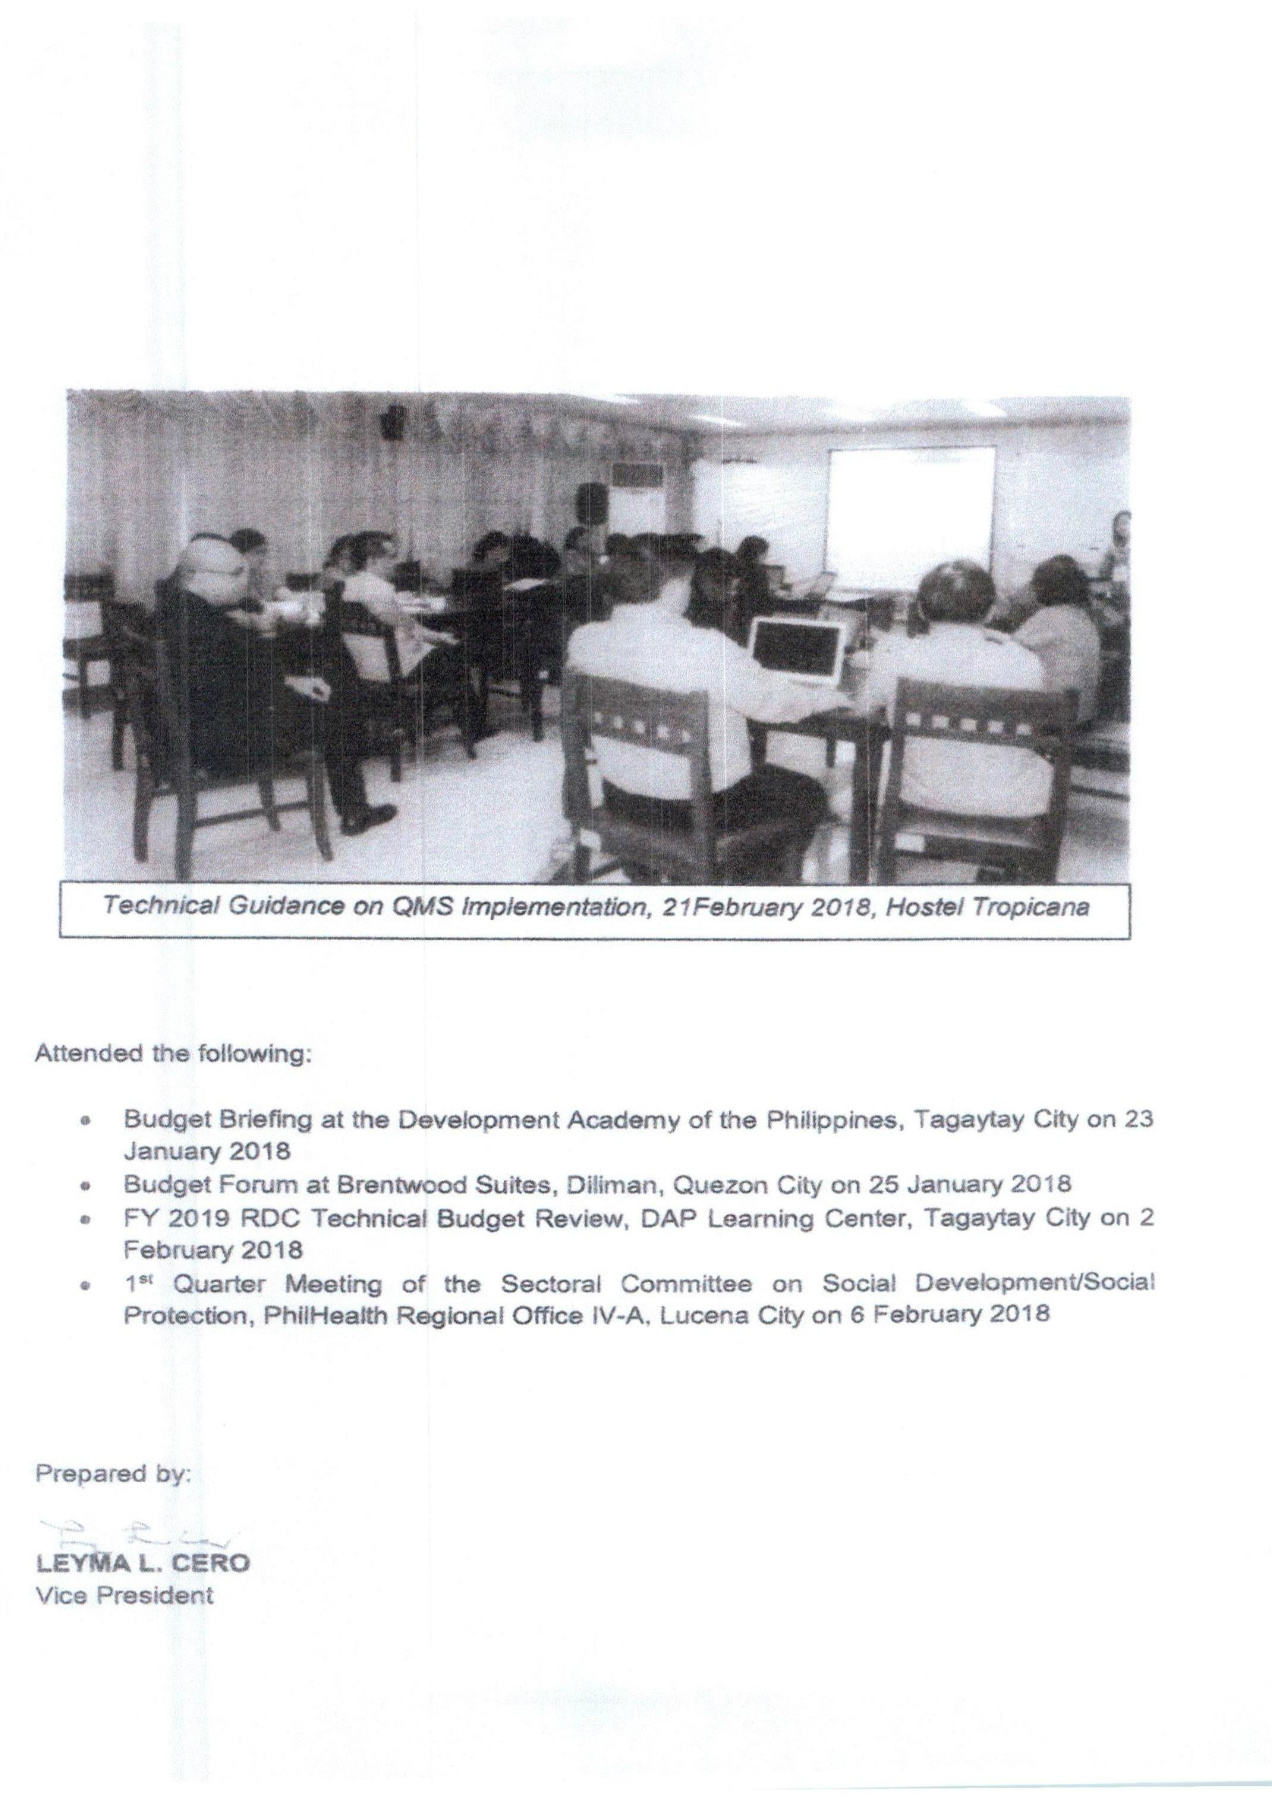 Technical Guidance on QMS Implementation, 21February 2018, Hostel Tropicana
Attended the following:
• Budget Briefing at the Development Academy of the Philippines, Tagaytay City on 23
January 2018
• Budget Forum at Brentwood Suites, Diliman, Quezon City on 25 January 2018
• FY 2019 RDC Technical Budget Review, DAP Learning Center, Tagaytay City on 2
February 2018
• 1st Quarter Meeting of the Sectoral Committee on Social Development/Social
Protection, PhilHealth Regional Office IV-A, Lucena City on 6 February 2018
Prepared by:
LEYMA L. CERO
Vice President